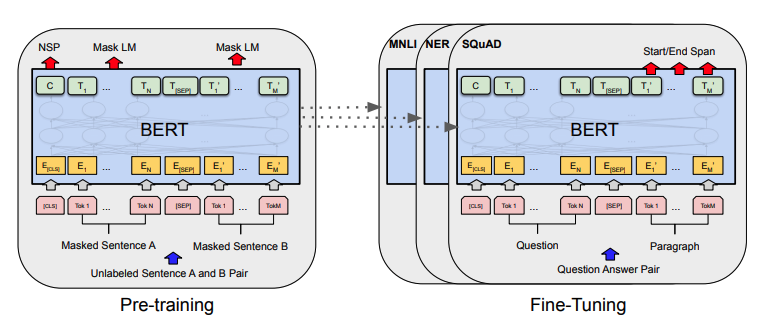 NSP Mask LM Mask LM
C T1 ... TN T[SEP] T1' ... TM'
BERT
E[CLS] E1 ... EN E[SEP] E1' ... EM'
[CLS] Tok 1 ... Tok N [SEP] Tok 1 ... TokM
Masked Sentence A Masked Sentence B
Unlabeled Sentence A and B Pair
Pre-training
MNLI NER SQuAD
Start/End Span
C T1 ... TN T[SEP] T1' ... TM'
BERT
E[CLS] E1 ... EN E[SEP] E1' ... EM'
[CLS] Tok 1 ... Tok N [SEP] Tok 1 ... TokM
Question Paragraph
Question Answer Pair
Fine-Tuning